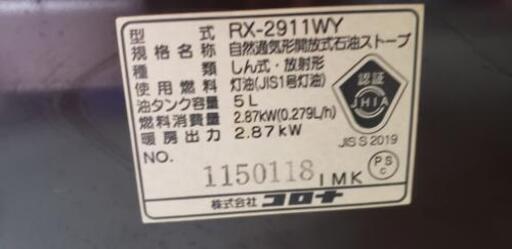 型 式 RX-2911WY
規格名称 自然通気形開放式石油ストーブ
種 類 しん式・放射形
使用燃料 灯油(JIS1号灯油)
油タンク容量 5L
燃料消費量 2.87kW(0.279L/h)
暖房出力 2.87kW
認証
JHIA
JIS S 2019
NO. 1150118 IMK
PS
C
株式会社 コロナ